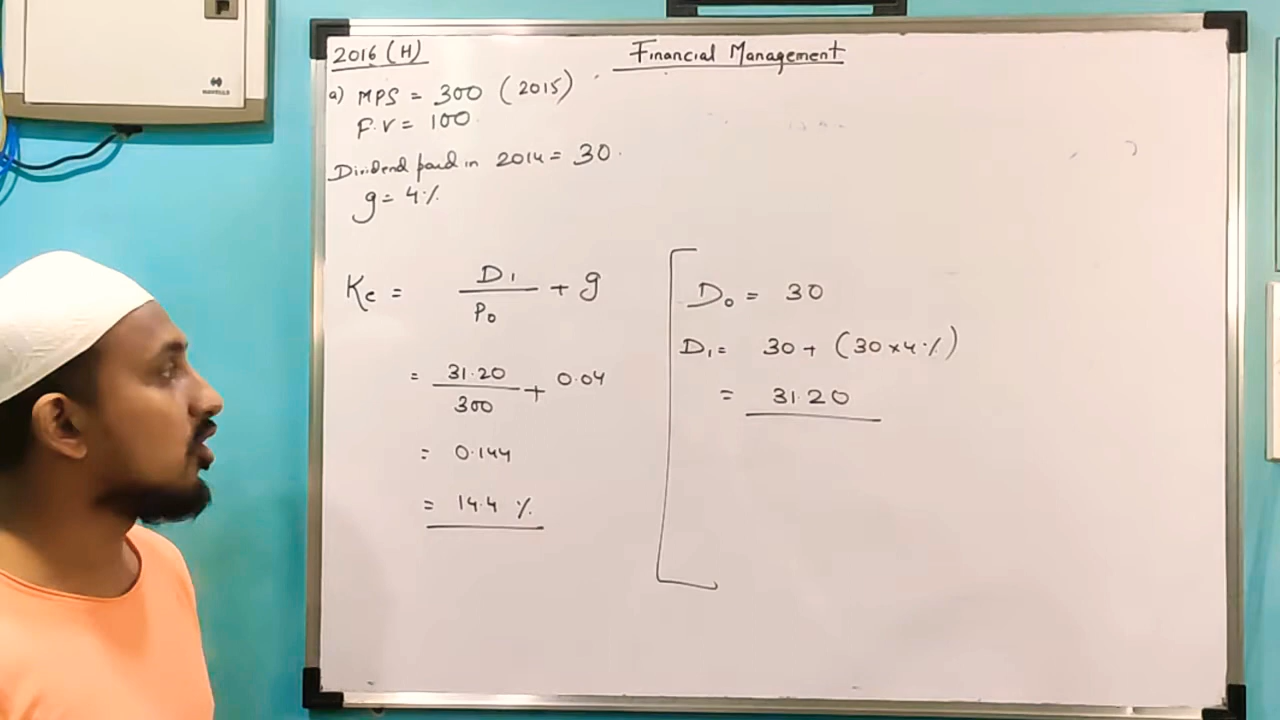 2016 (H)
Financial Management
a) MPS = 300 (2015)
F.V = 100
Dividend paid in 2014 = 30.
g = 4%
Ke = D1 / P0 + g
= 31.20 / 300 + 0.04
= 0.144
= 14.4 %
D0 = 30
D1 = 30 + (30 x 4%)
= 31.20
HAVELLS